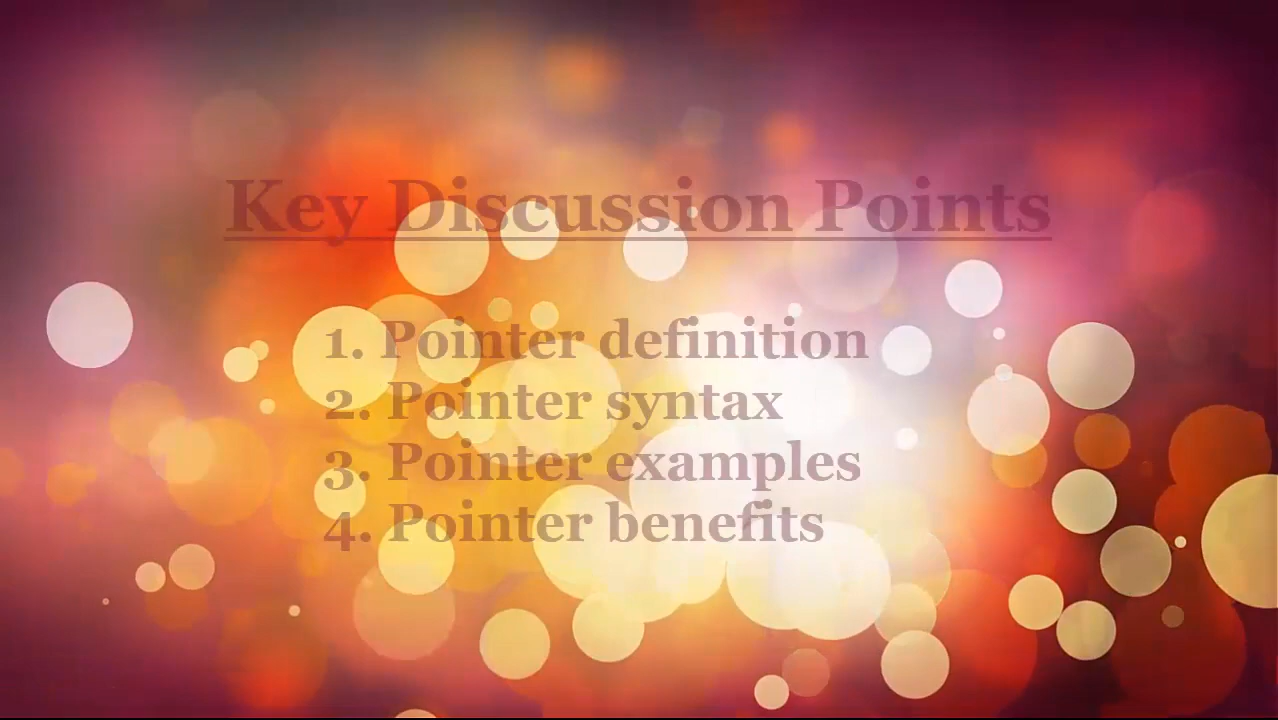 Key Discussion Points
1. Pointer definition
2. Pointer syntax
3. Pointer examples
4. Pointer benefits